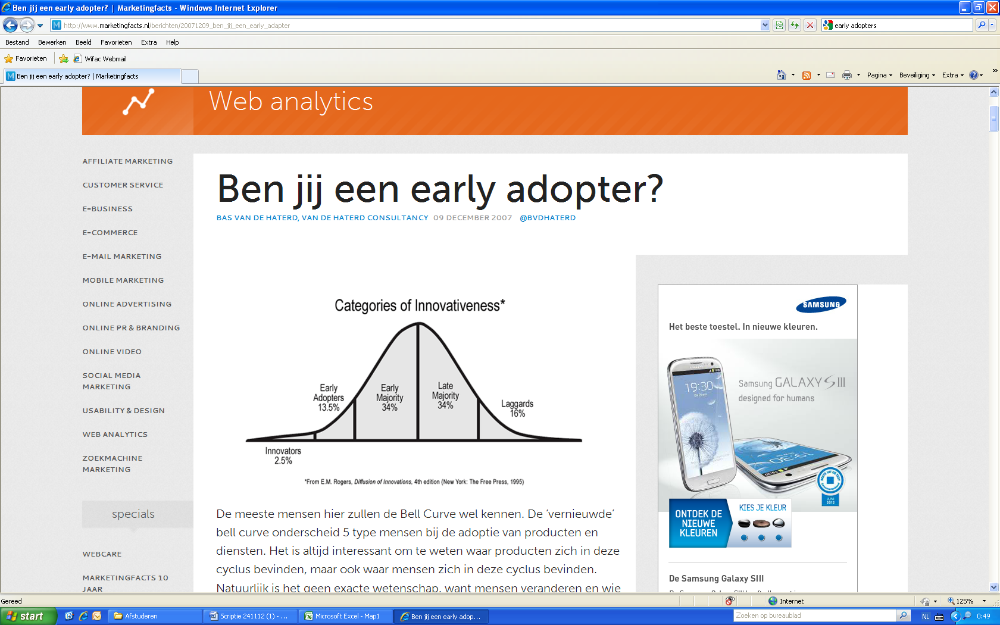 Ben jij een early adopter? | Marketingfacts - Windows Internet Explorer
http://www.marketingfacts.nl/berichten/20071209_ben_jij_een_early_adapter
early adopters
Bestand Bewerken Beeld Favorieten Extra Help
Favorieten Wifac Webmail
Ben jij een early adopter? | Marketingfacts
Pagina Beveiliging Extra
Web analytics
AFFILIATE MARKETING
CUSTOMER SERVICE
E-BUSINESS
E-COMMERCE
E-MAIL MARKETING
MOBILE MARKETING
ONLINE ADVERTISING
ONLINE PR & BRANDING
ONLINE VIDEO
SOCIAL MEDIA
MARKETING
USABILITY & DESIGN
WEB ANALYTICS
ZOEKMACHINE
MARKETING
specials
WEBCARE
MARKETINGFACTS 10
JAAR
Ben jij een early adopter?
BAS VAN DE HATERD, VAN DE HATERD CONSULTANCY 09 DECEMBER 2007 @BVDHATERD
Categories of Innovativeness*
Early
Adopters
13.5%
Early
Majority
34%
Late
Majority
34%
Laggards
16%
Innovators
2.5%
*From E.M. Rogers, Diffusion of Innovations, 4th edition (New York: The Free Press, 1995)
De meeste mensen hier zullen de Bell Curve wel kennen. De ‘vernieuwde’
bell curve onderscheid 5 type mensen bij de adoptie van producten en
diensten. Het is altijd interessant om te weten waar producten zich in deze
cyclus bevinden, maar ook waar mensen zich in deze cyclus bevinden.
Natuurlijk is het geen exacte wetenschap, want mensen veranderen en wie
SAMSUNG
Het beste toestel. In nieuwe kleuren.
Samsung GALAXY S III
designed for humans
19:30
19:30
BESTE UIT DE TEST
JUNI
2012
ONTDEK DE
NIEUWE
KLEUREN
KIES JE KLEUR
De Samsung Galaxy SIII
Gereed
Internet
125%
start
Afstuderen
Scriptie 241112 (1) - ...
Microsoft Excel - Map1
Ben jij een early adop...
Zoeken op bureaublad
NL
0:49